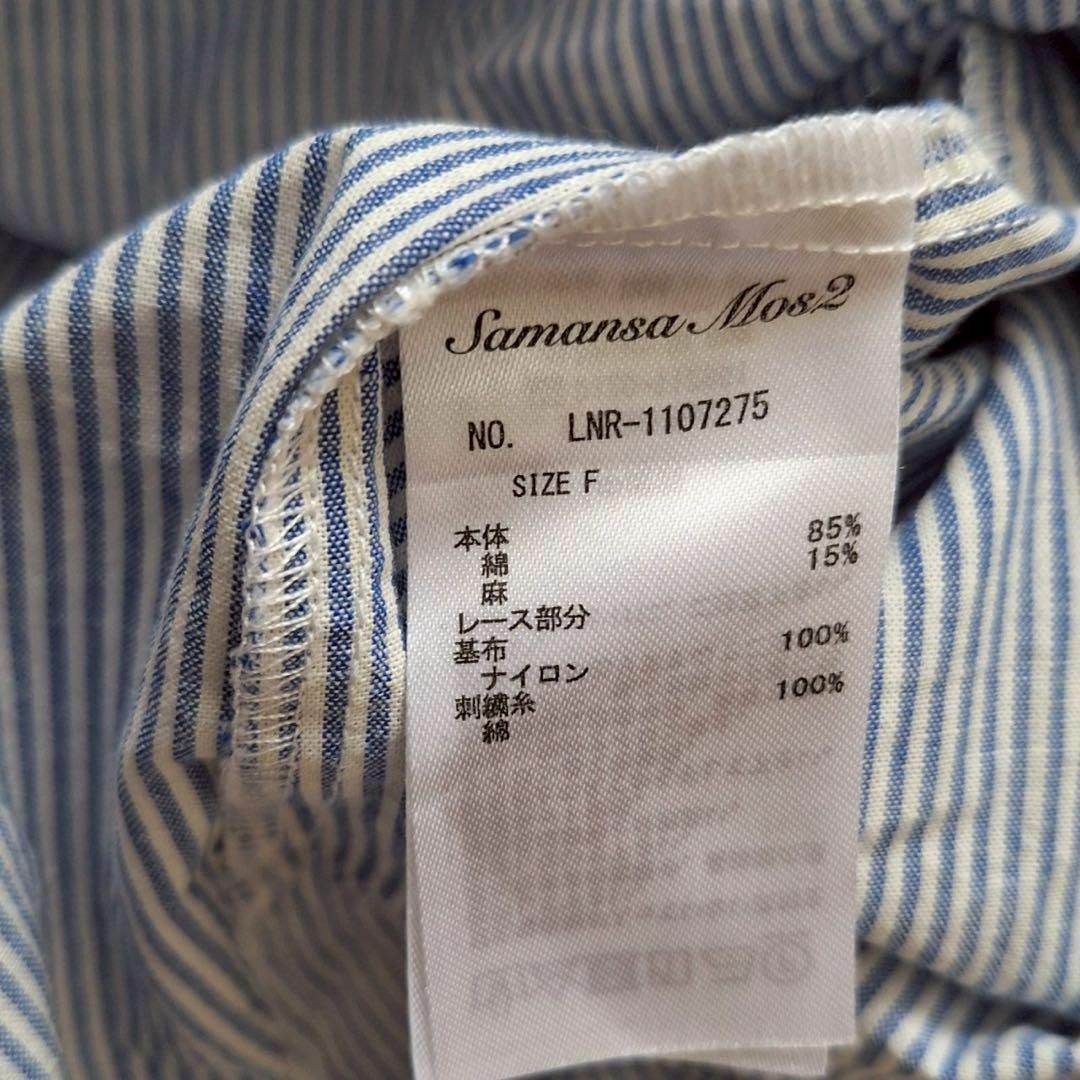 Samansa Mos2
NO. LNR-1107275
SIZE F
本体
綿 85%
麻 15%
レース部分
基布
ナイロン 100%
刺繍糸
綿 100%